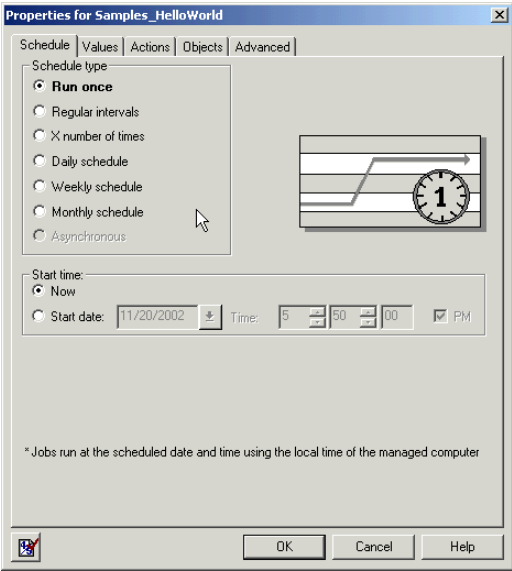 Properties for Samples_HelloWorld
Schedule Values Actions Objects Advanced
Schedule type
Run once
Regular intervals
X number of times
Daily schedule
Weekly schedule
Monthly schedule
Asynchronous
1
Start time:
Now
Start date: 11/20/2002 Time: 5 50 00 PM
* Jobs run at the scheduled date and time using the local time of the managed computer
OK Cancel Help